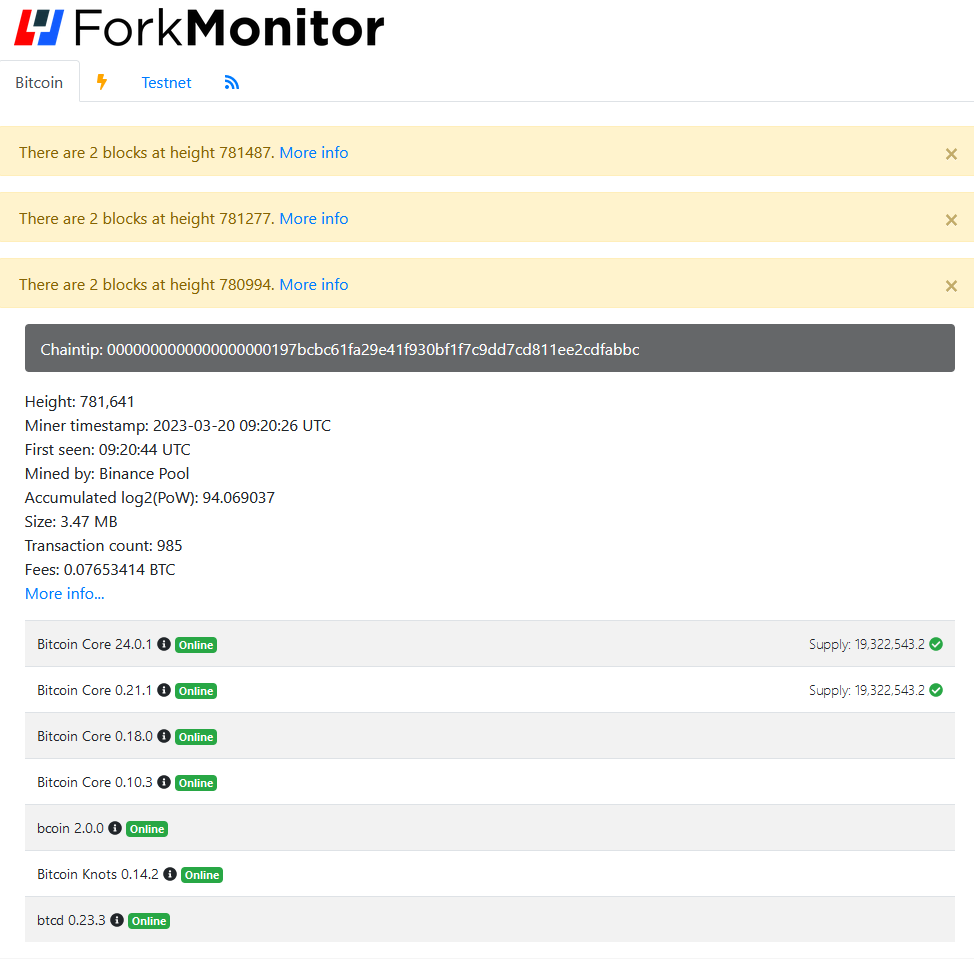 ForkMonitor
Bitcoin Testnet
There are 2 blocks at height 781487. More info ×
There are 2 blocks at height 781277. More info ×
There are 2 blocks at height 780994. More info ×
Chaintip: 0000000000000000000197bcbc61fa29e41f930bf1f7c9dd7cd811ee2cdfabbc
Height: 781,641
Miner timestamp: 2023-03-20 09:20:26 UTC
First seen: 09:20:44 UTC
Mined by: Binance Pool
Accumulated log2(PoW): 94.069037
Size: 3.47 MB
Transaction count: 985
Fees: 0.07653414 BTC
More info...
Bitcoin Core 24.0.1 Online Supply: 19,322,543.2
Bitcoin Core 0.21.1 Online Supply: 19,322,543.2
Bitcoin Core 0.18.0 Online
Bitcoin Core 0.10.3 Online
bcoin 2.0.0 Online
Bitcoin Knots 0.14.2 Online
btcd 0.23.3 Online